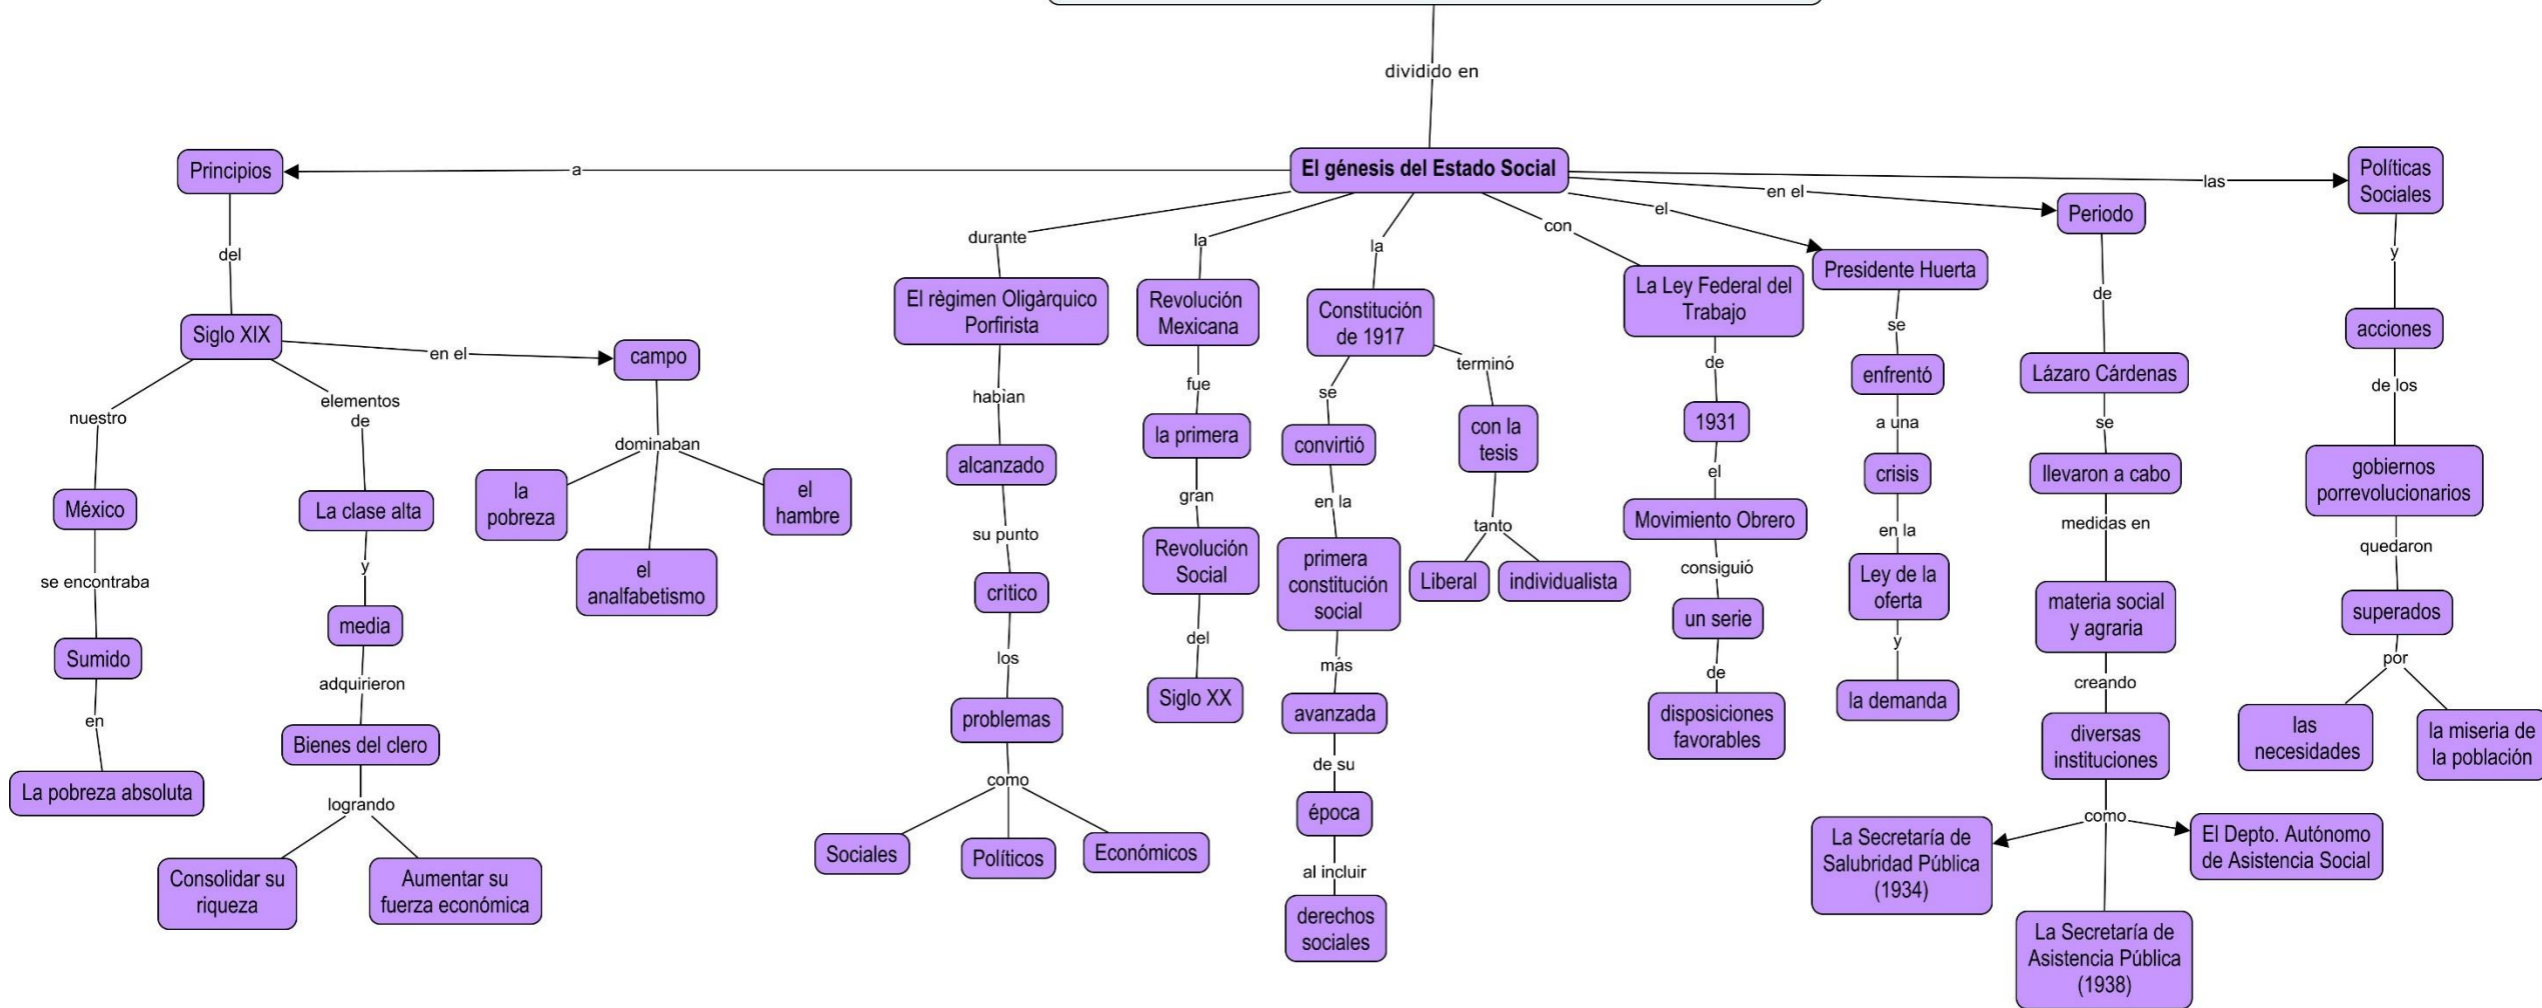 dividido en
El génesis del Estado Social
a
Principios
del
Siglo XIX
nuestro
México
se encontraba
Sumido
en
La pobreza absoluta
elementos
de
La clase alta
y
media
adquirieron
Bienes del clero
logrando
Consolidar su
riqueza
Aumentar su
fuerza económica
en el
campo
dominaban
la
pobreza
el
analfabetismo
el
hambre
durante
El règimen Oligàrquico
Porfirista
habìan
alcanzado
su punto
crìtico
los
problemas
como
Sociales
Políticos
Económicos
la
Revolución
Mexicana
fue
la primera
gran
Revolución
Social
del
Siglo XX
la
Constitución
de 1917
se
convirtió
en la
primera
constitución
social
más
avanzada
de su
época
al incluir
derechos
sociales
terminó
con la
tesis
tanto
Liberal
individualista
con
La Ley Federal del
Trabajo
de
1931
el
Movimiento Obrero
consiguió
un serie
de
disposiciones
favorables
el
Presidente Huerta
se
enfrentó
a una
crisis
en la
Ley de la
oferta
y
la demanda
en el
Periodo
de
Lázaro Cárdenas
se
llevaron a cabo
medidas en
materia social
y agraria
creando
diversas
instituciones
como
La Secretaría de
Salubridad Pública
(1934)
La Secretaría de
Asistencia Pública
(1938)
El Depto. Autónomo
de Asistencia Social
las
Políticas
Sociales
y
acciones
de los
gobiernos
porrevolucionarios
quedaron
superados
por
las
necesidades
la miseria de
la población